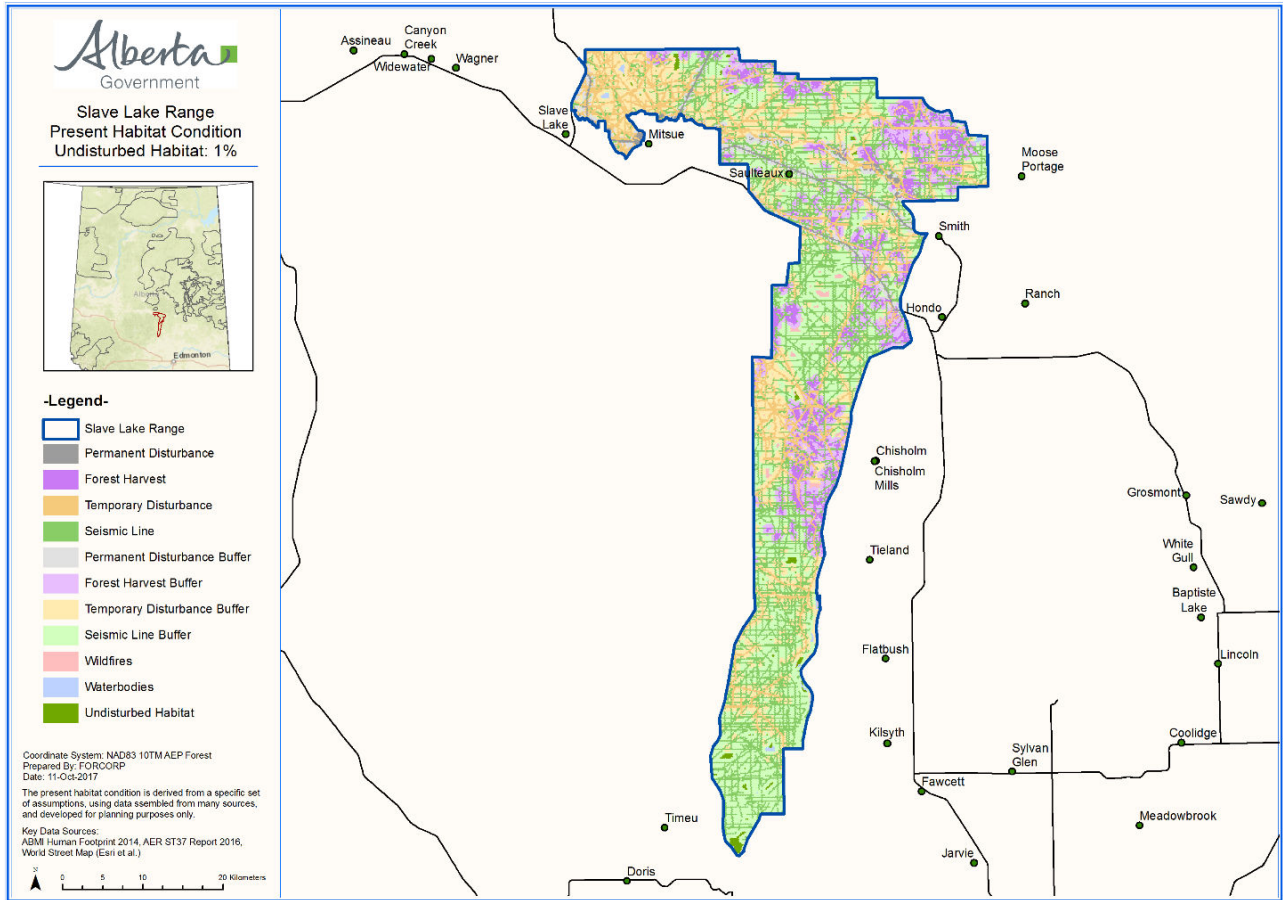 Alberta
Government
Slave Lake Range
Present Habitat Condition
Undisturbed Habitat: 1%
Alberta
Edmonton
-Legend-
Slave Lake Range
Permanent Disturbance
Forest Harvest
Temporary Disturbance
Seismic Line
Permanent Disturbance Buffer
Forest Harvest Buffer
Temporary Disturbance Buffer
Seismic Line Buffer
Wildfires
Waterbodies
Undisturbed Habitat
Coordinate System: NAD83 10TM AEP Forest
Prepared By: FORCORP
Date: 11-Oct-2017
The present habitat condition is derived from a specific set
of assumptions, using data ssembled from many sources,
and developed for planning purposes only.
Key Data Sources:
ABMI Human Footprint 2014, AER ST37 Report 2016,
World Street Map (Esri et al.)
N
0 5 10 20 Kilometers
Assineau
Canyon
Creek
Widewater
Wagner
Slave
Lake
Mitsue
Saulteaux
Moose
Portage
Smith
Ranch
Hondo
Chisholm
Chisholm
Mills
Grosmont
Sawdy
Tieland
White
Gull
Baptiste
Lake
Flatbush
Lincoln
Kilsyth
Coolidge
Sylvan
Glen
Fawcett
Timeu
Meadowbrook
Jarvie
Doris